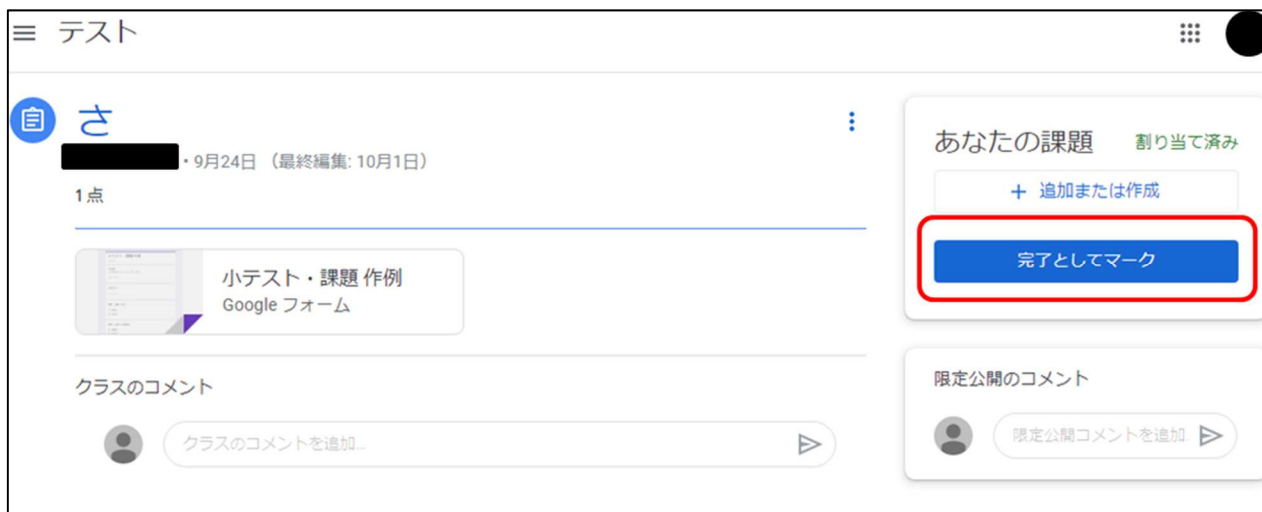 テスト
さ
・9月24日 （最終編集: 10月1日）
1 点
小テスト・課題 作例
Google フォーム
クラスのコメント
クラスのコメントを追加...
あなたの課題 割り当て済み
+ 追加または作成
完了としてマーク
限定公開のコメント
限定公開コメントを追加